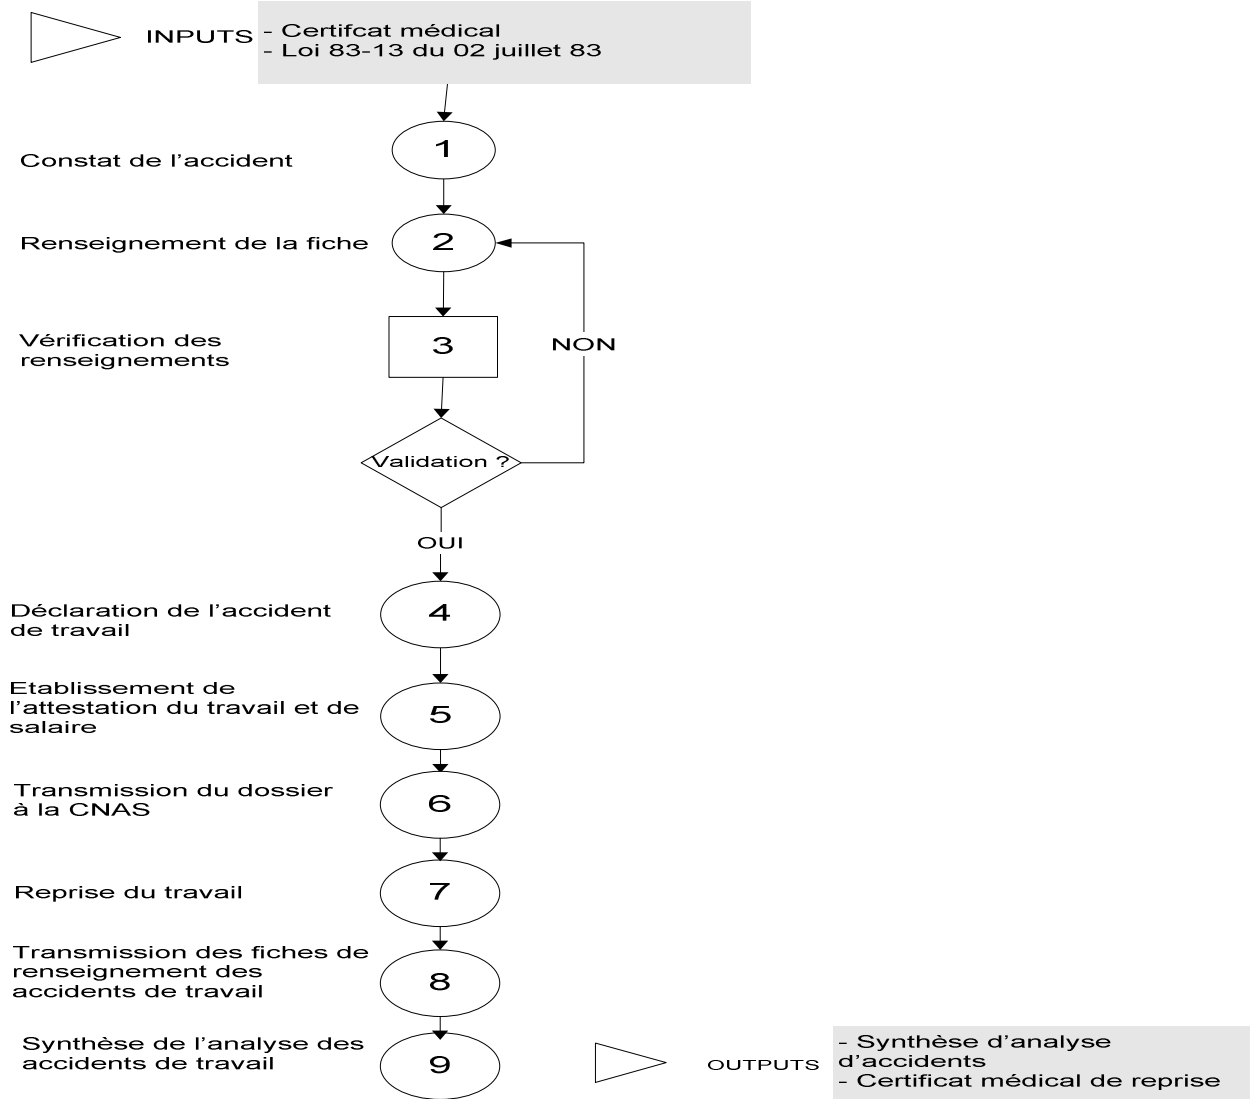 INPUTS
- Certifcat médical
- Loi 83-13 du 02 juillet 83
1
Constat de l'accident
Renseignement de la fiche
2
Vérification des
renseignements
3
NON
Validation ?
OUI
Déclaration de l'accident
de travail
4
Etablissement de
l'attestation du travail et de
salaire
5
Transmission du dossier
à la CNAS
6
Reprise du travail
7
Transmission des fiches de
renseignement des
accidents de travail
8
Synthèse de l'analyse des
accidents de travail
9
OUTPUTS
- Synthèse d'analyse
d'accidents
- Certificat médical de reprise